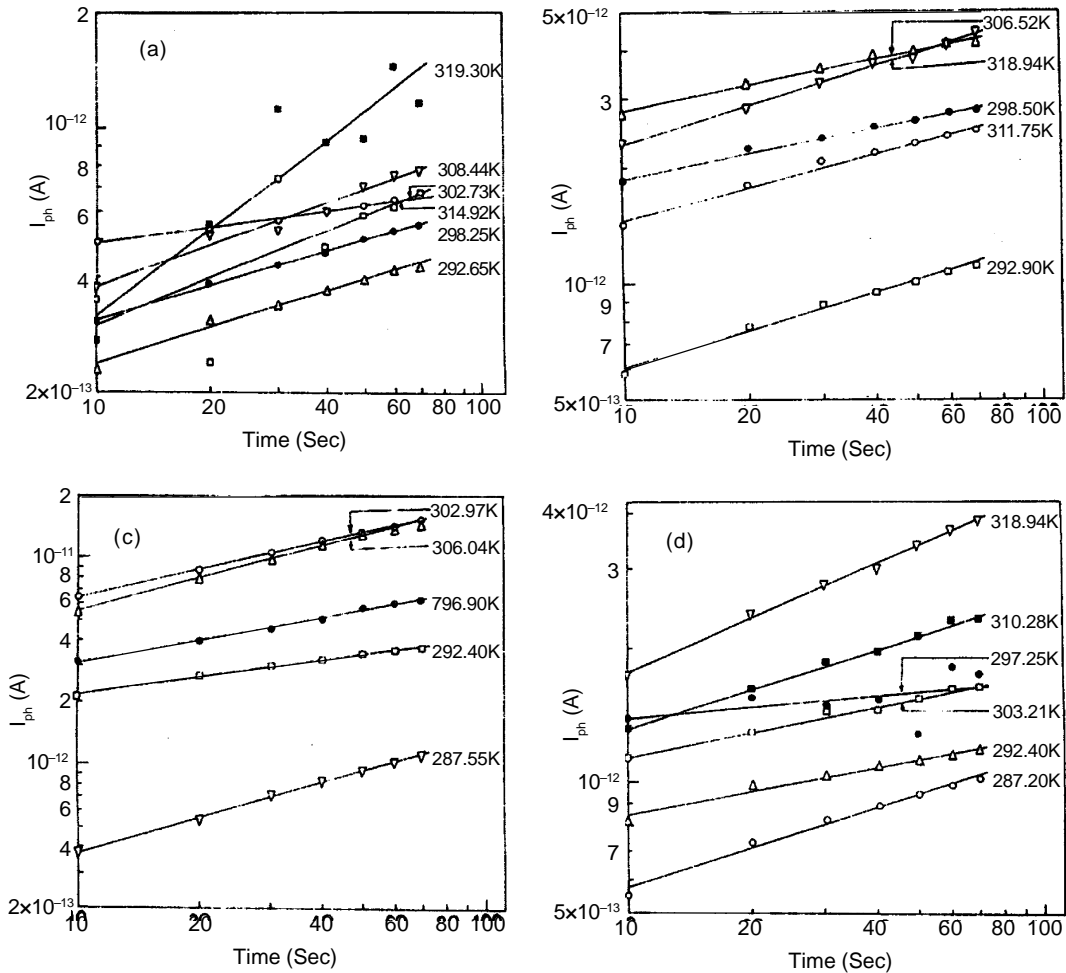 2
(a)
319.30K
10⁻¹²
8
308.44K
302.73K
6
314.92K
298.25K
4
292.65K
2×10⁻¹³
10 20 40 60 80 100
I_ph (A)
Time (Sec)
5×10⁻¹²
306.52K
318.94K
3
298.50K
311.75K
292.90K
10⁻¹²
9
7
5×10⁻¹³
10 20 40 60 80 100
I_ph (A)
Time (Sec)
2
(c)
302.97K
306.04K
10⁻¹¹
8
6
796.90K
4
292.40K
2
287.55K
10⁻¹²
8
6
4
2×10⁻¹³
10 20 40 60 80 100
I_ph (A)
Time (Sec)
4×10⁻¹²
(d)
318.94K
3
310.28K
297.25K
303.21K
292.40K
10⁻¹²
287.20K
9
7
5×10⁻¹³
10 20 40 60 80 100
I_ph (A)
Time (Sec)